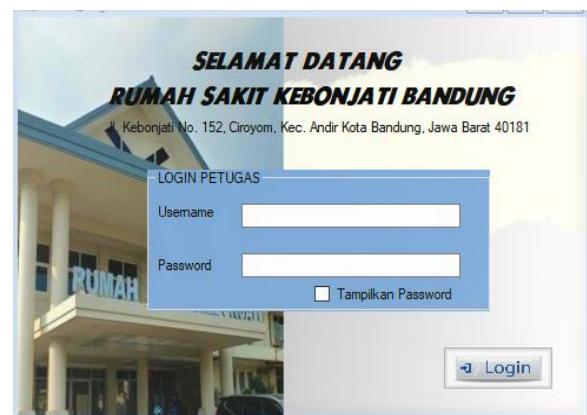 SELAMAT DATANG
RUMAH SAKIT KEBONJATI BANDUNG
Jl. Kebonjati No. 152, Ciroyom, Kec. Andir Kota Bandung, Jawa Barat 40181
LOGIN PETUGAS
Username
Password
Tampilkan Password
RUMAH
Login